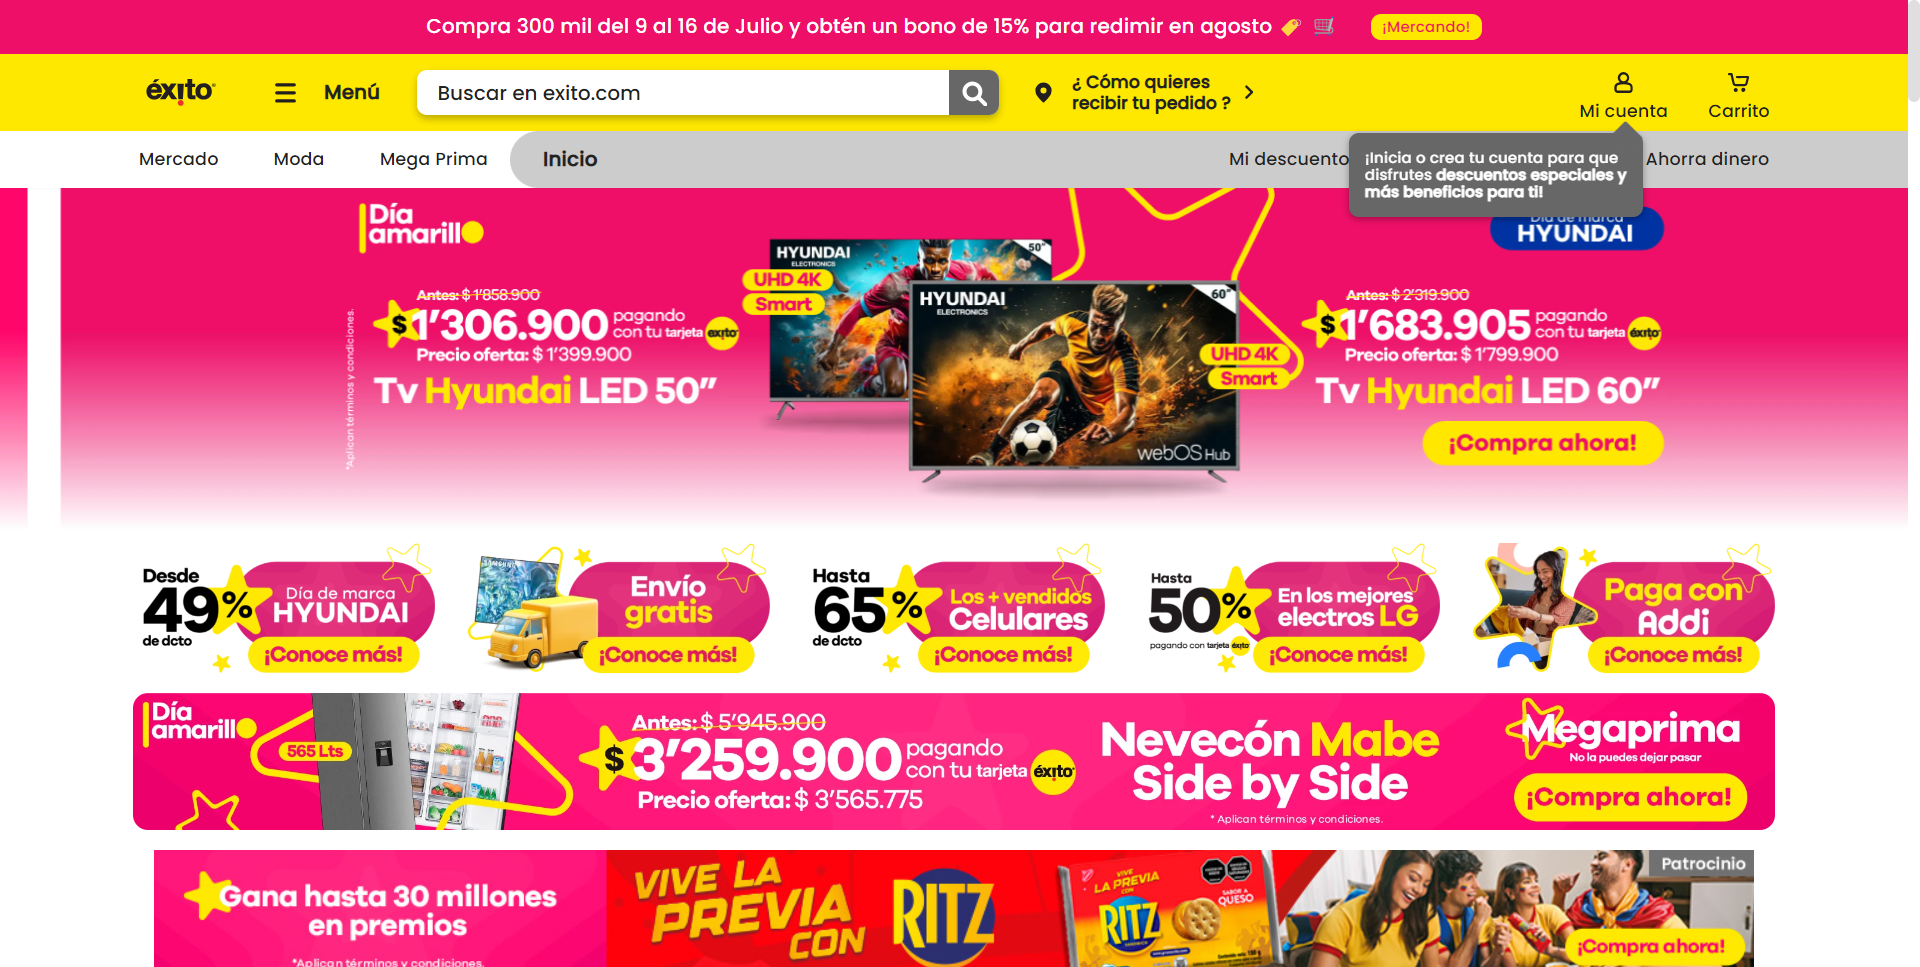 Compra 300 mil del 9 al 16 de Julio y obtén un bono de 15% para redimir en agosto
¡Mercando!
éxito
Menú
Buscar en exito.com
¿ Cómo quieres
recibir tu pedido ?
Mi cuenta
Carrito
Mercado
Moda
Mega Prima
Inicio
Mi descuento
Ahorra dinero
¡Inicia o crea tu cuenta para que
disfrutes descuentos especiales y
más beneficios para ti!
Día
amarillo
Antes: $ 1'858.900
$ 1'306.900 pagando
con tu tarjeta éxito
Precio oferta: $ 1'399.900
Tv Hyundai LED 50"
*Aplican términos y condiciones.
HYUNDAI
ELECTRONICS
50"
UHD 4K
Smart
HYUNDAI
ELECTRONICS
60"
UHD 4K
Smart
webOS Hub
Día de marca
HYUNDAI
Antes: $ 2'319.900
$ 1'683.905 pagando
con tu tarjeta éxito
Precio oferta: $ 1'799.900
Tv Hyundai LED 60"
¡Compra ahora!
Desde
49%
de dcto
Día de marca
HYUNDAI
¡Conoce más!
SAMSUNG
Envío
gratis
¡Conoce más!
Hasta
65%
de dcto
Los + vendidos
Celulares
¡Conoce más!
Hasta
50%
pagando con tarjeta éxito
En los mejores
electros LG
¡Conoce más!
Paga con
Addi
¡Conoce más!
Día
amarillo
565 Lts
Antes: $ 5'945.900
$ 3'259.900 pagando
con tu tarjeta éxito
Precio oferta: $ 3'565.775
Nevecón Mabe
Side by Side
* Aplican términos y condiciones.
Megaprima
No la puedes dejar pasar
¡Compra ahora!
Gana hasta 30 millones
en premios
*Aplican términos y condiciones.
VIVE LA
PREVIA
CON
RITZ
VIVE
LA PREVIA
CON
RITZ
SABOR A
QUESO
Patrocinio
¡Compra ahora!